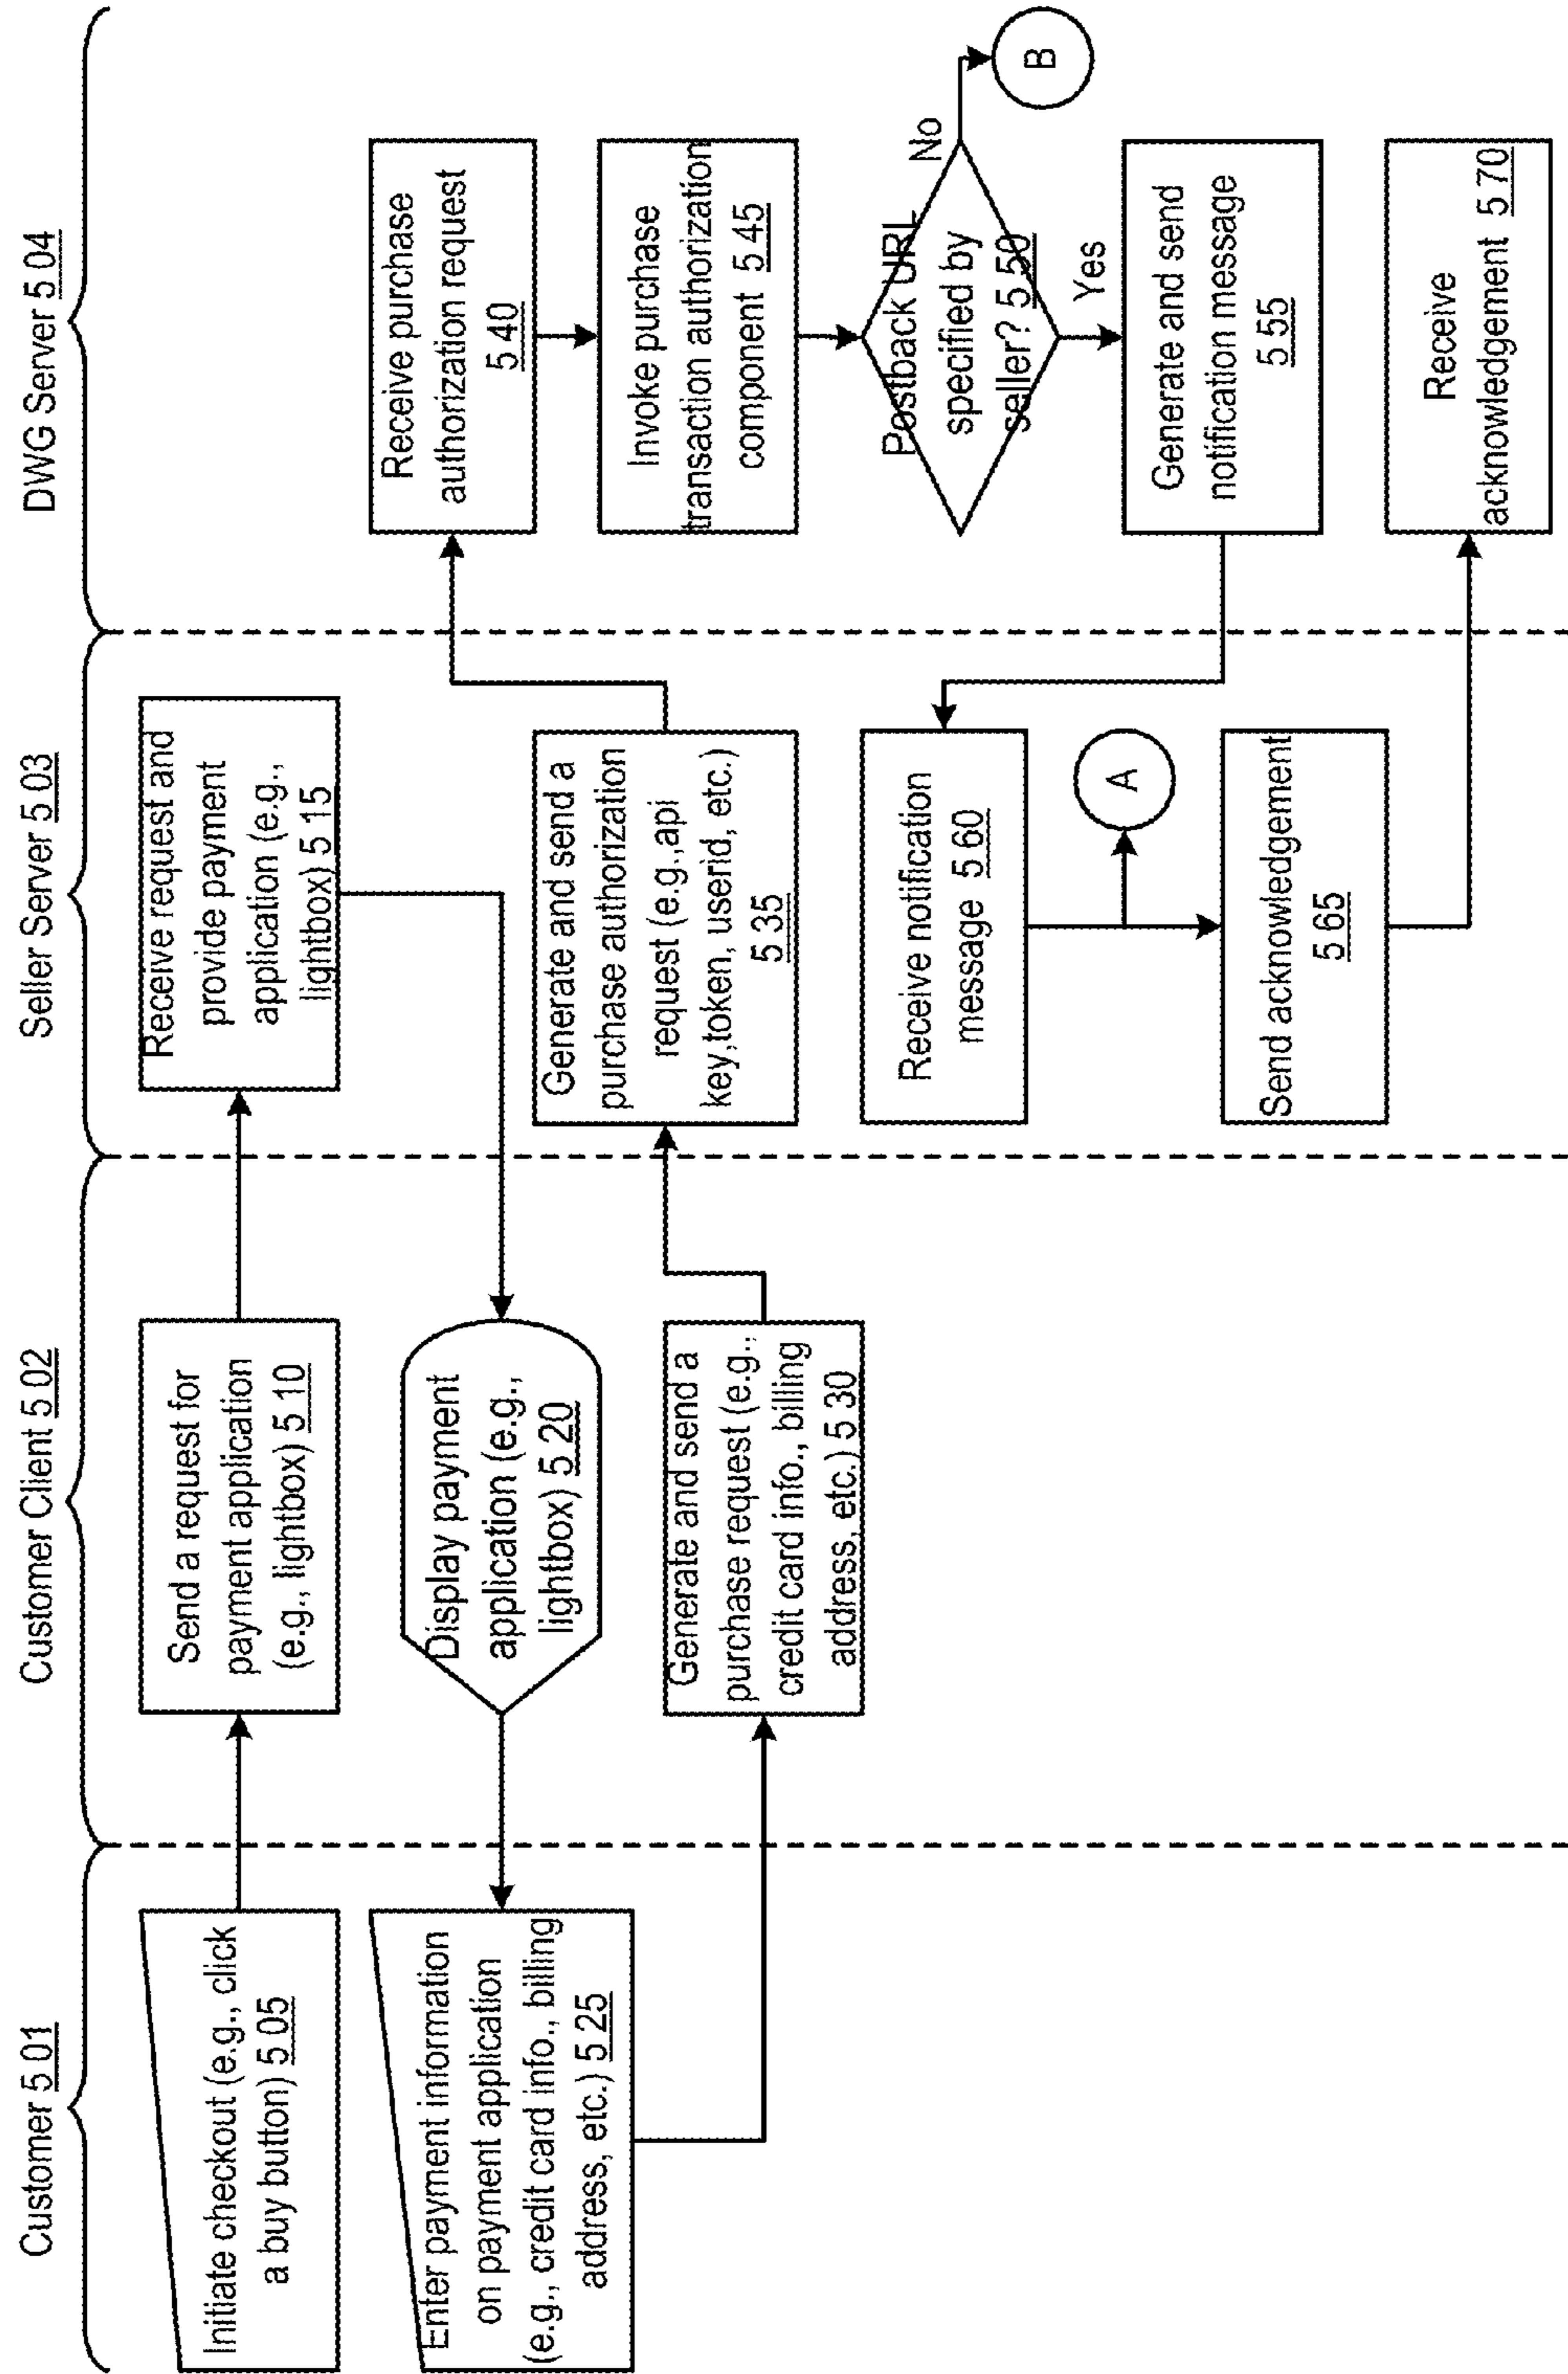 Customer 5 01
Customer Client 5 02
Seller Server 5 03
DWG Server 5 04
Initiate checkout (e.g., click
a buy button) 5 05
Send a request for
payment application
(e.g., lightbox) 5 10
Receive request and
provide payment
application (e.g.,
lightbox) 5 15
Display payment
application (e.g.,
lightbox) 5 20
Enter payment information
on payment application
(e.g., credit card info., billing
address, etc.) 5 25
Generate and send a
purchase request (e.g.,
credit card info., billing
address, etc.) 5 30
Generate and send a
purchase authorization
request (e.g.,api
key,token, userid, etc.)
5 35
Receive purchase
authorization request
5 40
Invoke purchase
transaction authorization
component 5 45
Postback URL
specified by
seller? 5 50
No
B
Yes
Generate and send
notification message
5 55
Receive notification
message 5 60
A
Send acknowledgement
5 65
Receive
acknowledgement 5 70